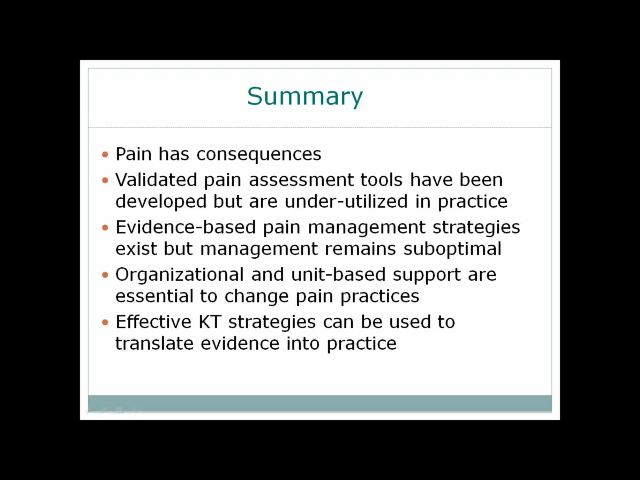 Summary
• Pain has consequences
• Validated pain assessment tools have been
developed but are under-utilized in practice
• Evidence-based pain management strategies
exist but management remains suboptimal
• Organizational and unit-based support are
essential to change pain practices
• Effective KT strategies can be used to
translate evidence into practice